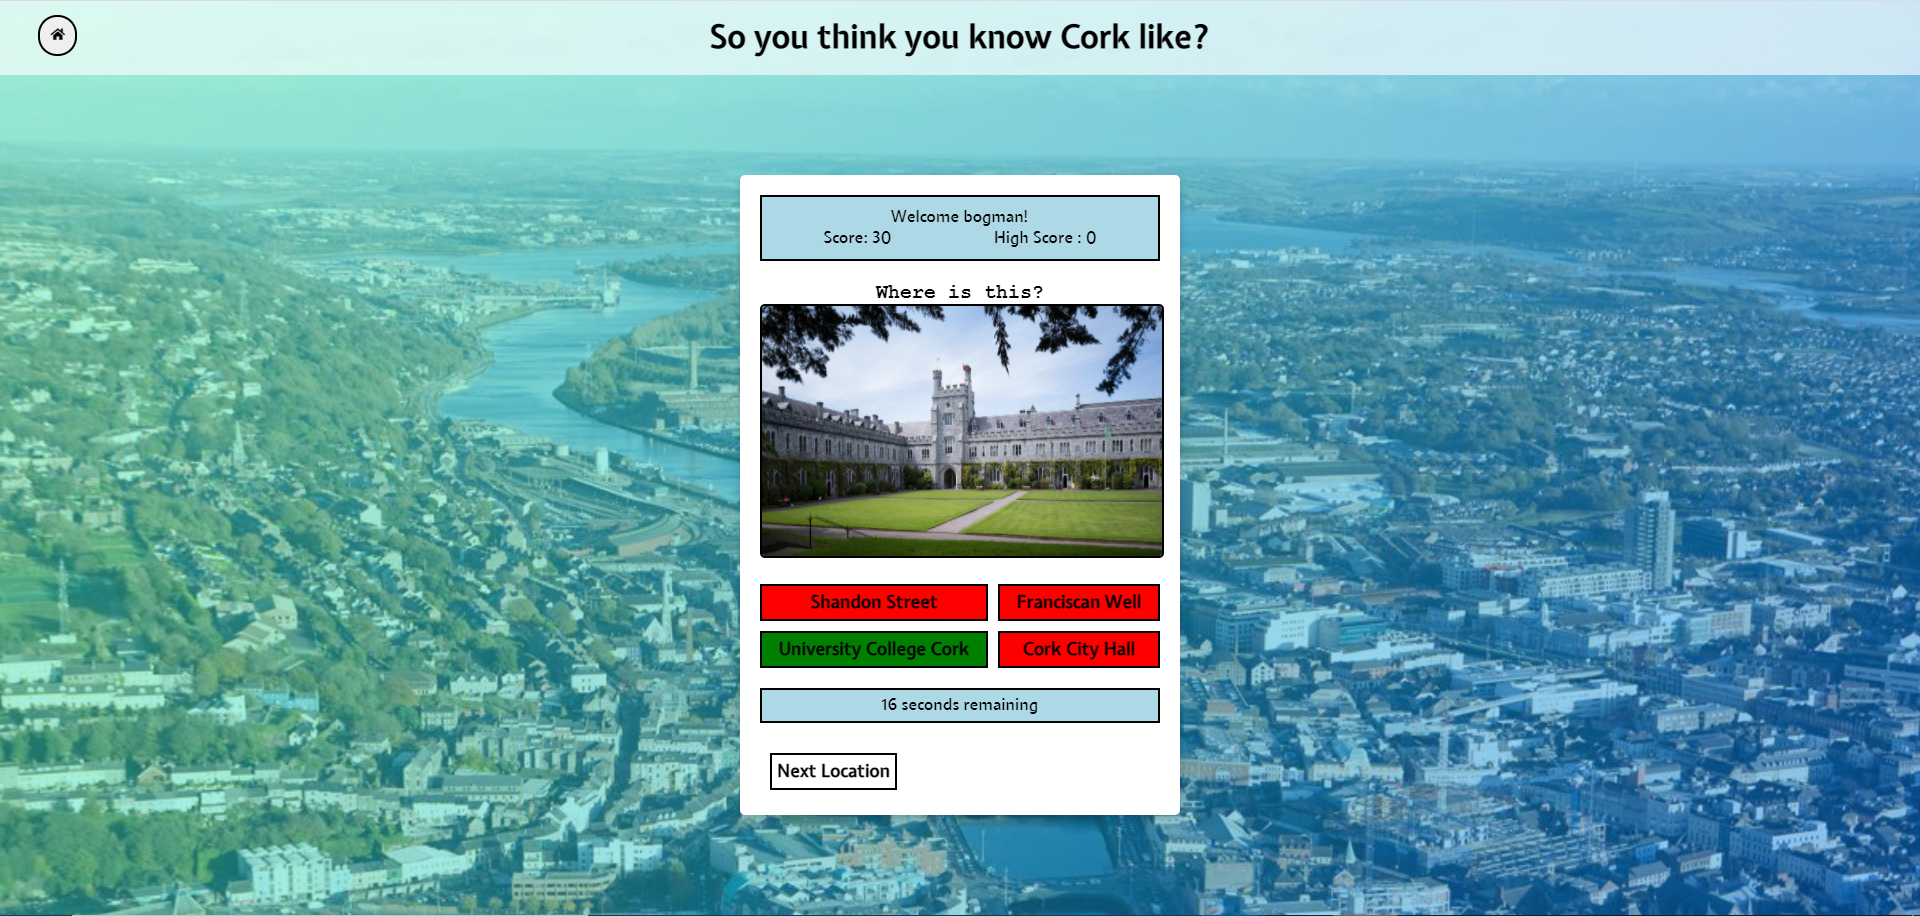 So you think you know Cork like?
Welcome bogman!
Score: 30 High Score : 0
Where is this?
Shandon Street Franciscan Well
University College Cork Cork City Hall
16 seconds remaining
Next Location